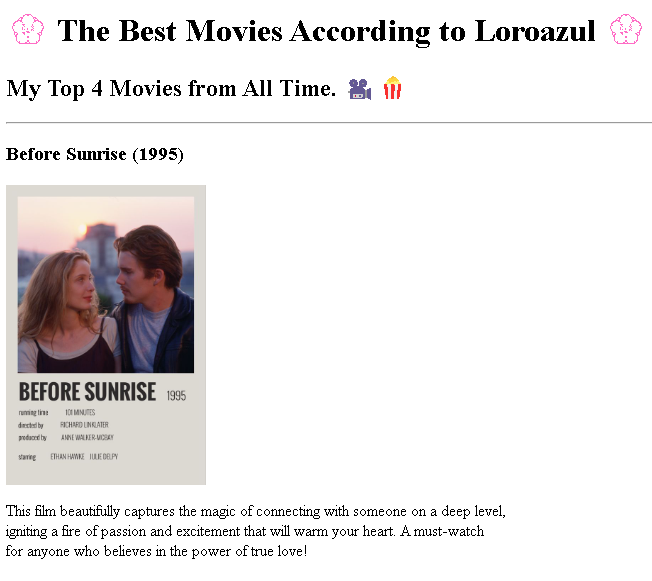 The Best Movies According to Loroazul
My Top 4 Movies from All Time.
Before Sunrise (1995)
BEFORE SUNRISE 1995
running time 101 MINUTES
directed by RICHARD LINKLATER
produced by ANNE WALKER-MCBAY
starring ETHAN HAWKE JULIE DELPY
This film beautifully captures the magic of connecting with someone on a deep level,
igniting a fire of passion and excitement that will warm your heart. A must-watch
for anyone who believes in the power of true love!